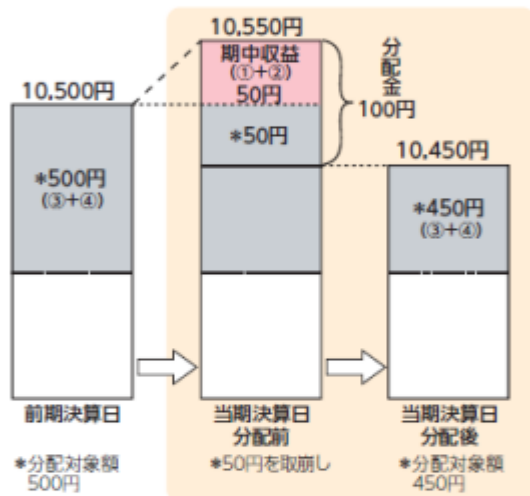 10,500円
*500円
(③+④)
前期決算日
*分配対象額
500円
10,550円
期中収益
(①+②)
50円
*50円
分配金
100円
当期決算日
分配前
*50円を取崩し
10,450円
*450円
(③+④)
当期決算日
分配後
*分配対象額
450円